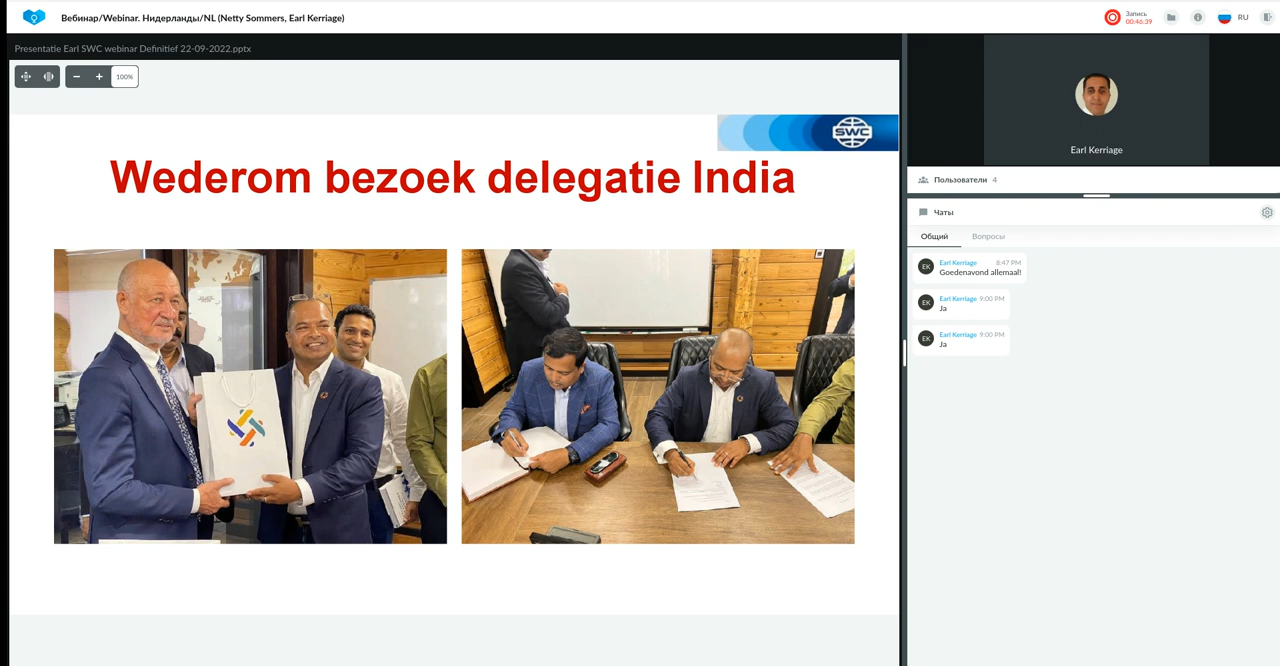 Вебинар/Webinar. Нидерланды/NL (Netty Sommers, Earl Kerriage)
Запись
00:46:39
RU
Presentatie Earl SWC webinar Definitief 22-09-2022.pptx
100%
SWC
Wederom bezoek delegatie India
Earl Kerriage
Пользователи 4
Чаты
Общий
Вопросы
EK
Earl Kerriage 8:47 PM
Goedenavond allemaal!
EK
Earl Kerriage 9:00 PM
Ja
EK
Earl Kerriage 9:00 PM
Ja